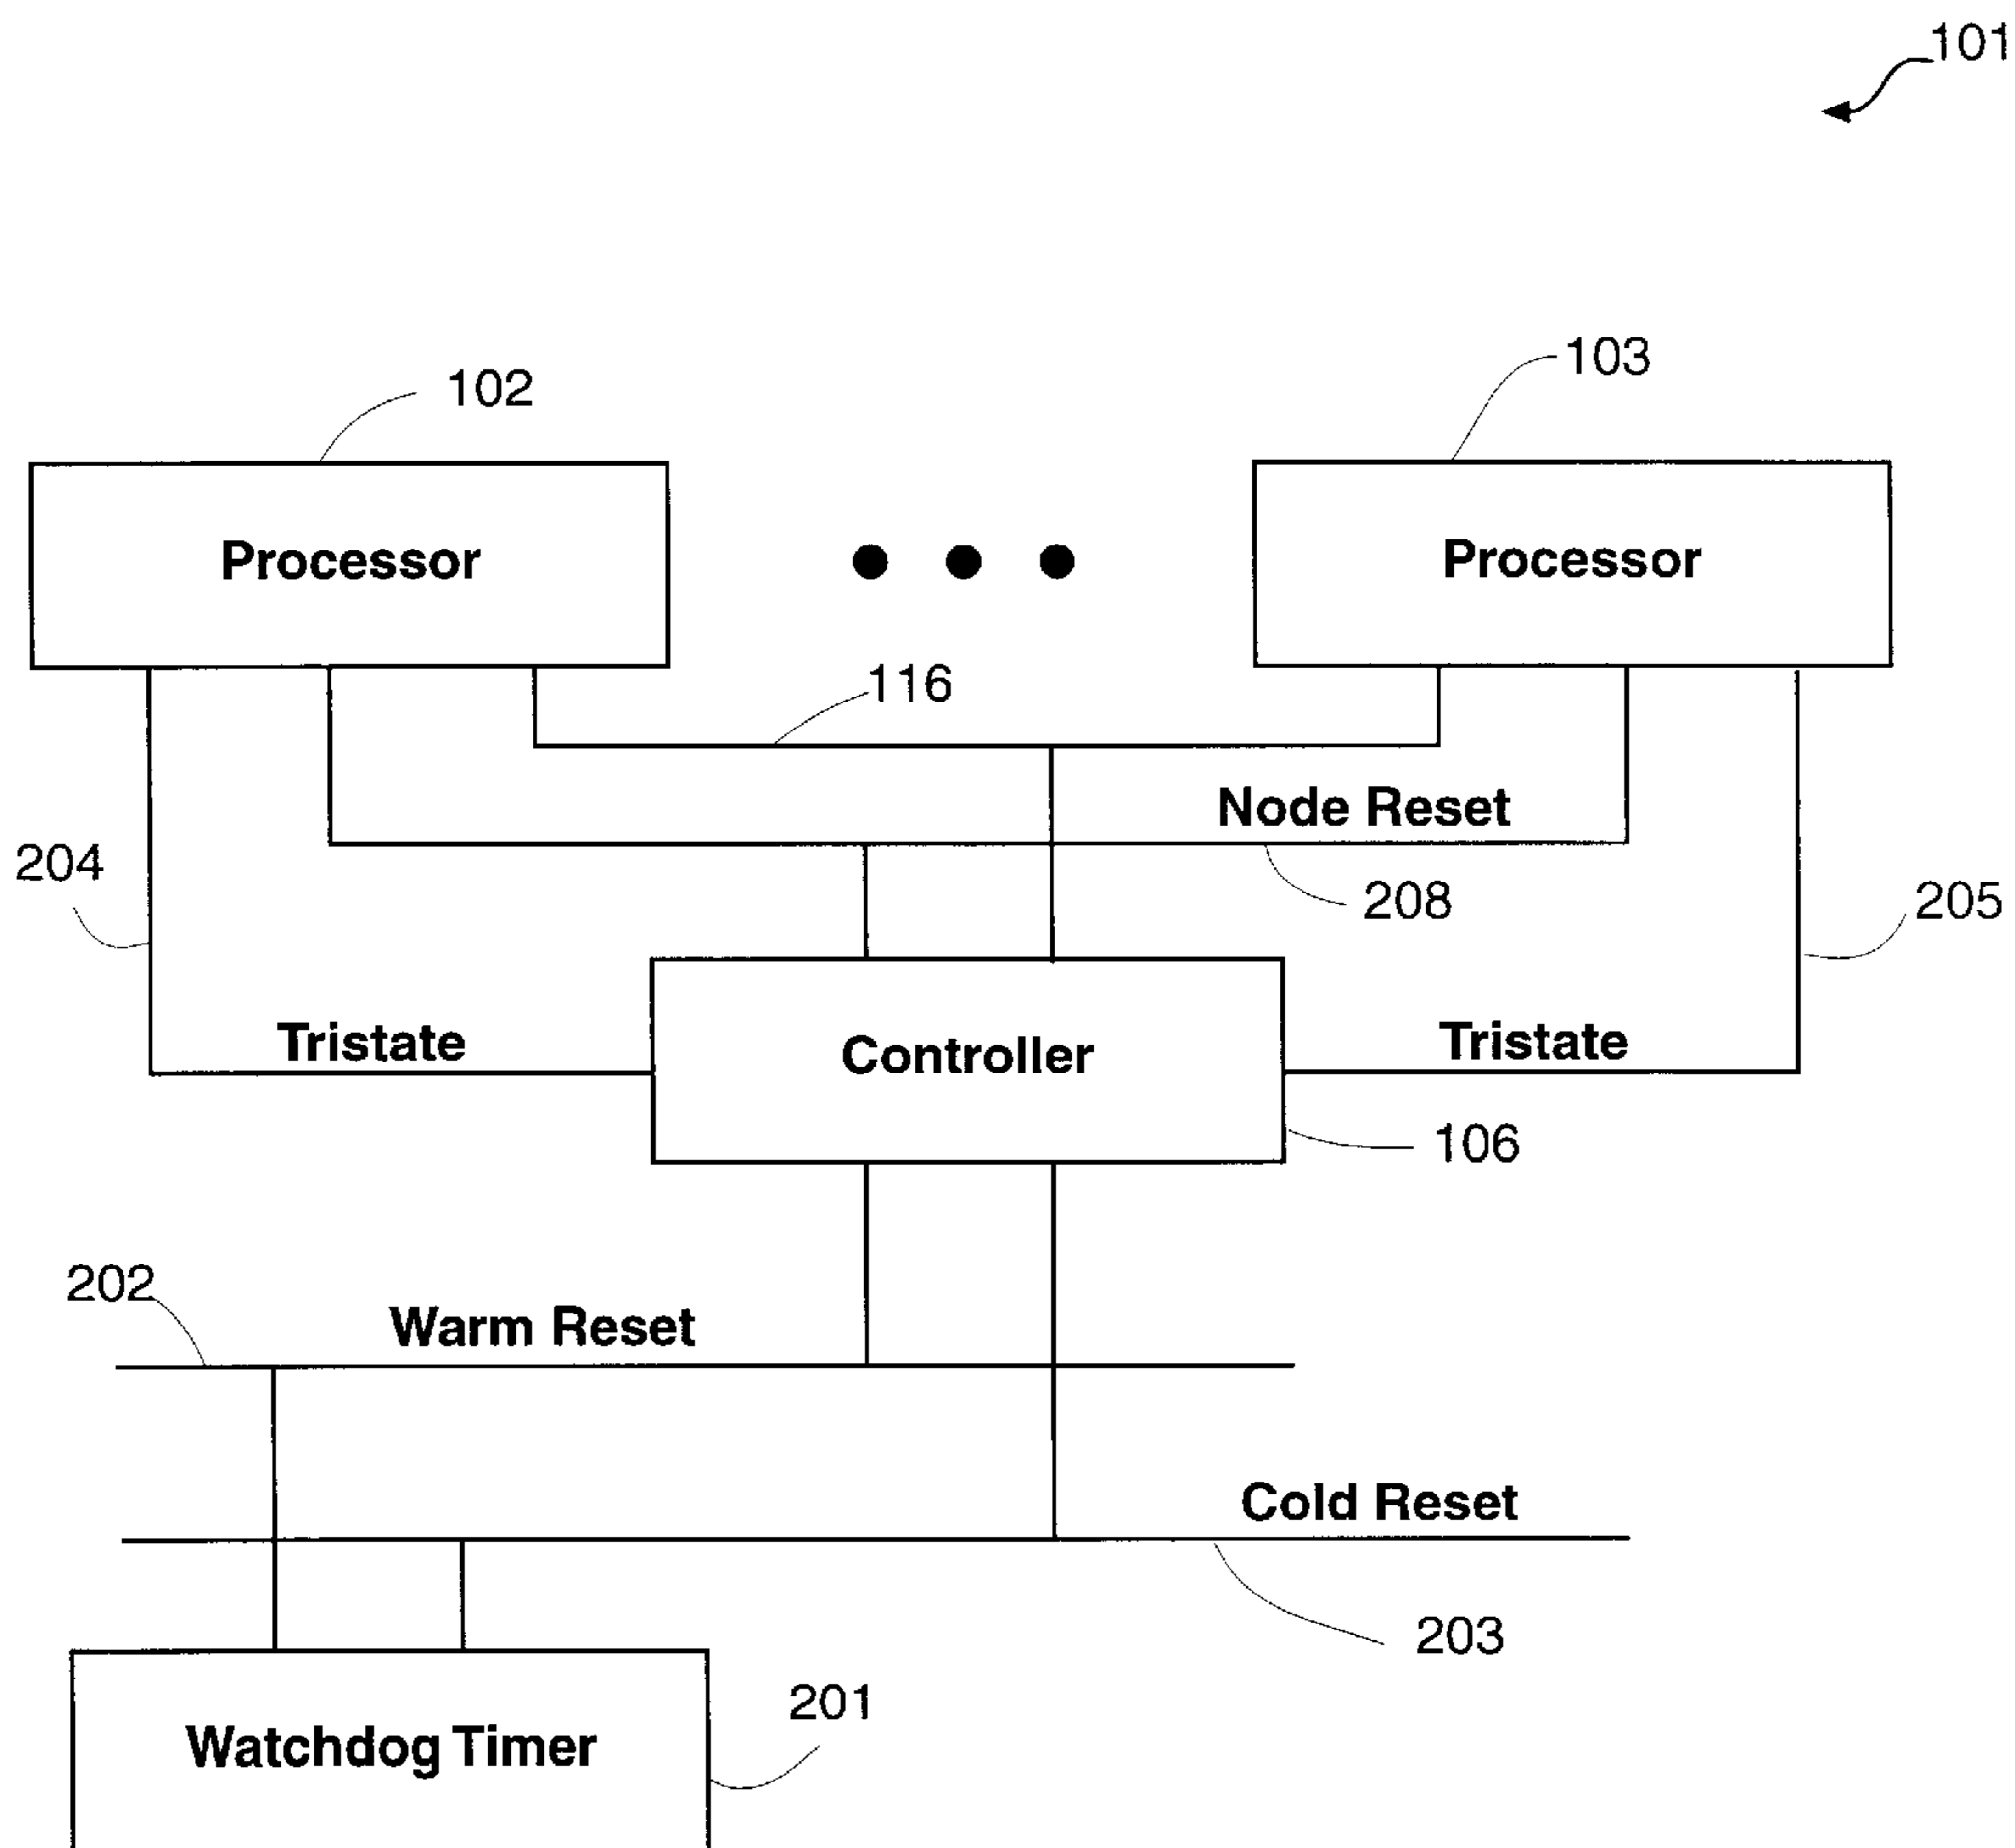 101
103
102
Processor
Processor
116
Node Reset
204
208
205
Tristate
Controller
Tristate
106
202
Warm Reset
Cold Reset
203
201
Watchdog Timer